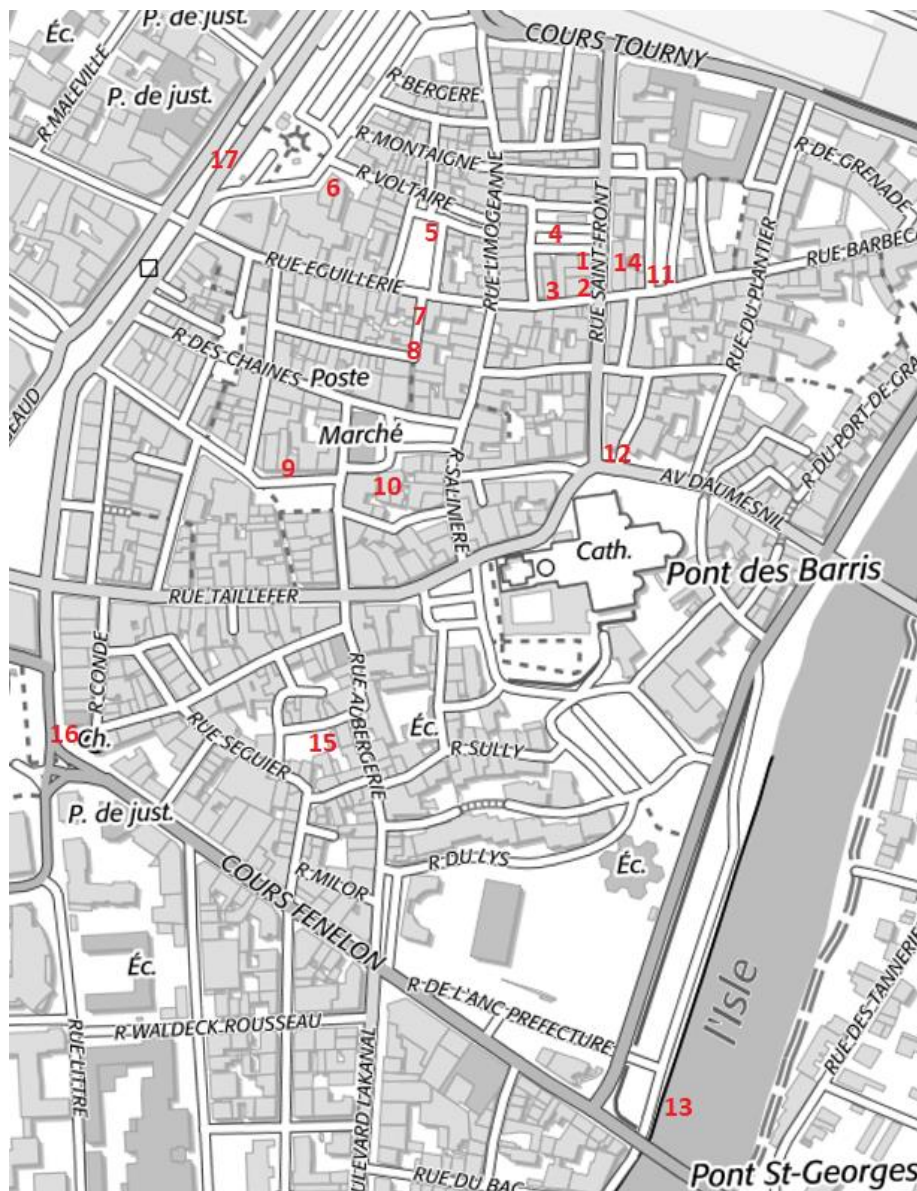 P. de just.
Éc.
COURS TOURNY
R MALEVILLE
P. de just.
R BERGERE
R MONTAIGNE
R DE GRENADE
17
R VOLTAIRE
6
RUE LIMOGEANNE
RUE SAINT-FRONT
5
4
RUE BARBECA
RUE EGUILLERIE
1
14
11
3
2
RUE DU PLANTIER
7
R DES CHAINES
8
Poste
R DU PORT DE GRA
EAUD
Marché
9
10
R SALINIERE
12
AV DAUMESNIL
Cath.
Pont des Barris
RUE TAILLEFER
R CONDE
RUE AUBERGERIE
16
Ch.
RUE SEGUIER
15
Éc.
R SULLY
P. de just.
R DU LYS
Éc.
R MILOR
COURS FENELON
Éc.
l'Isle
R DE L'ANC PREFECTURE
R WALDECK ROUSSEAU
RUE DES TANNERIE
RUE LITTRE
ULEVARD LAKANAL
13
RUE DU BAC
Pont St-Georges